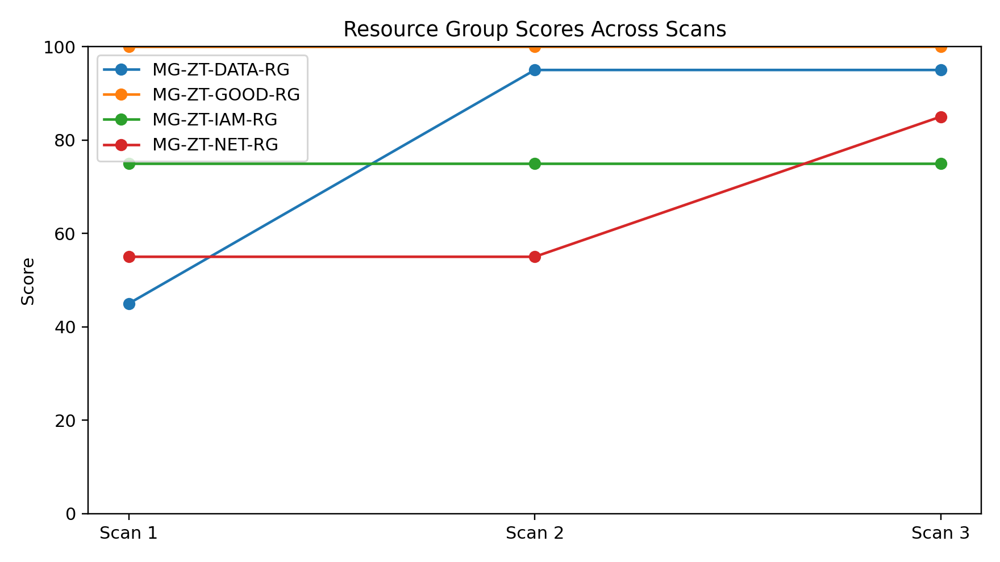 Resource Group Scores Across Scans
100
80
60
40
20
0
Score
MG-ZT-DATA-RG
MG-ZT-GOOD-RG
MG-ZT-IAM-RG
MG-ZT-NET-RG
Scan 1
Scan 2
Scan 3